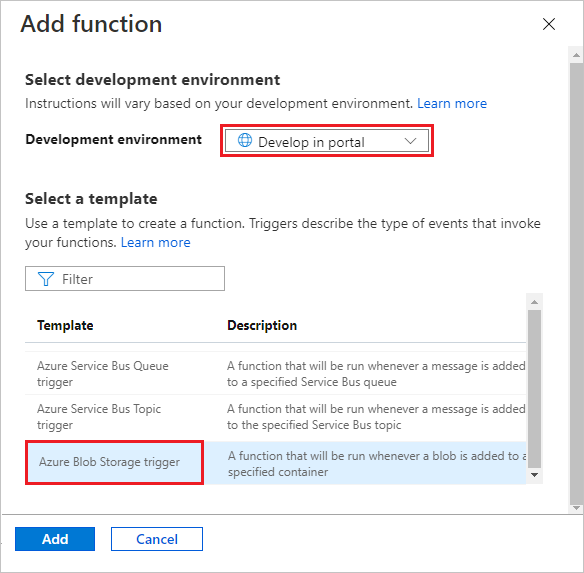 Add function
Select development environment
Instructions will vary based on your development environment. Learn more
Development environment
Develop in portal
Select a template
Use a template to create a function. Triggers describe the type of events that invoke
your functions. Learn more
Filter
Template
Description
Azure Service Bus Queue
trigger
A function that will be run whenever a message is added
to a specified Service Bus queue
Azure Service Bus Topic
trigger
A function that will be run whenever a message is added
to the specified Service Bus topic
Azure Blob Storage trigger
A function that will be run whenever a blob is added to a
specified container
Add
Cancel